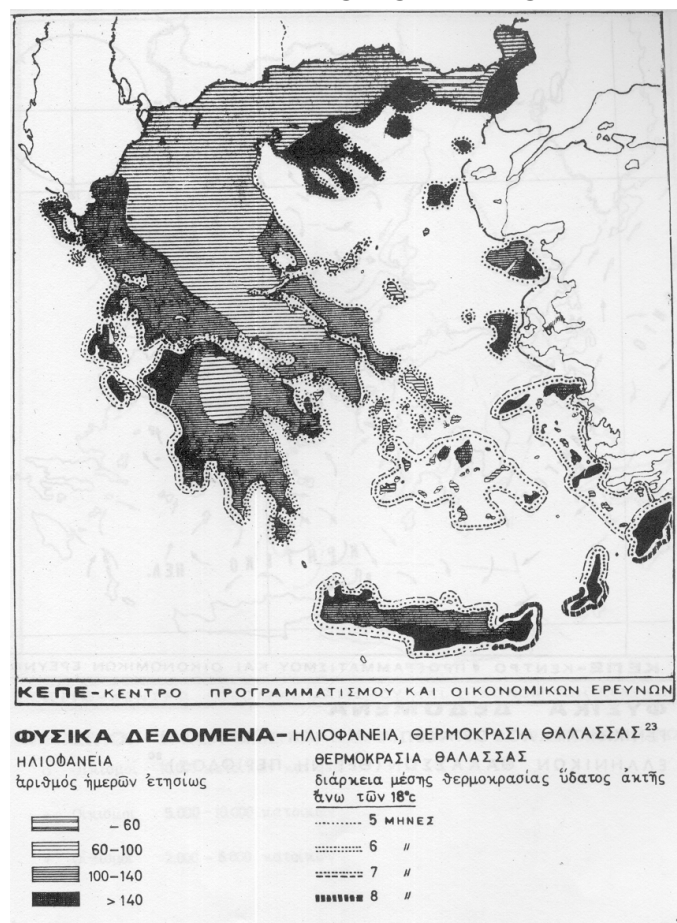 ΚΕΠΕ-ΚΕΝΤΡΟ ΠΡΟΓΡΑΜΜΑΤΙΣΜΟΥ ΚΑΙ ΟΙΚΟΝΟΜΙΚΩΝ ΕΡΕΥΝΩΝ
ΦΥΣΙΚΑ ΔΕΔΟΜΕΝΑ-ΗΛΙΟΦΑΝΕΙΑ, ΘΕΡΜΟΚΡΑΣΙΑ ΘΑΛΑΣΣΑΣ 23
ΗΛΙΟΦΑΝΕΙΑ
ἀριθμός ἡμερῶν ἐτησίως
– 60
60-100
100-140
> 140
ΘΕΡΜΟΚΡΑΣΙΑ ΘΑΛΑΣΣΑΣ
διάρκεια μέσης θερμοκρασίας ὕδατος ἀκτῆς
ἄνω τῶν 18°c
5 ΜΗΝΕΣ
6 〃
7 〃
8 〃